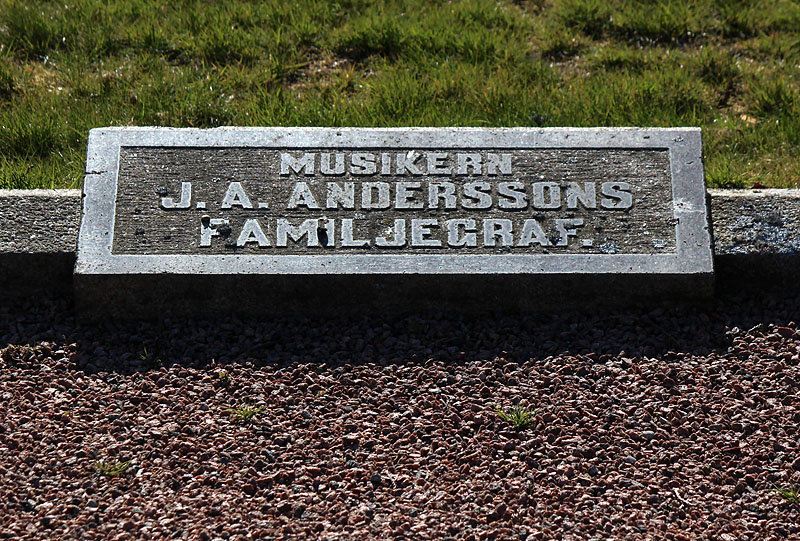 MUSIKERN
J. A. ANDERSSONS
FAMILJEGRAF.